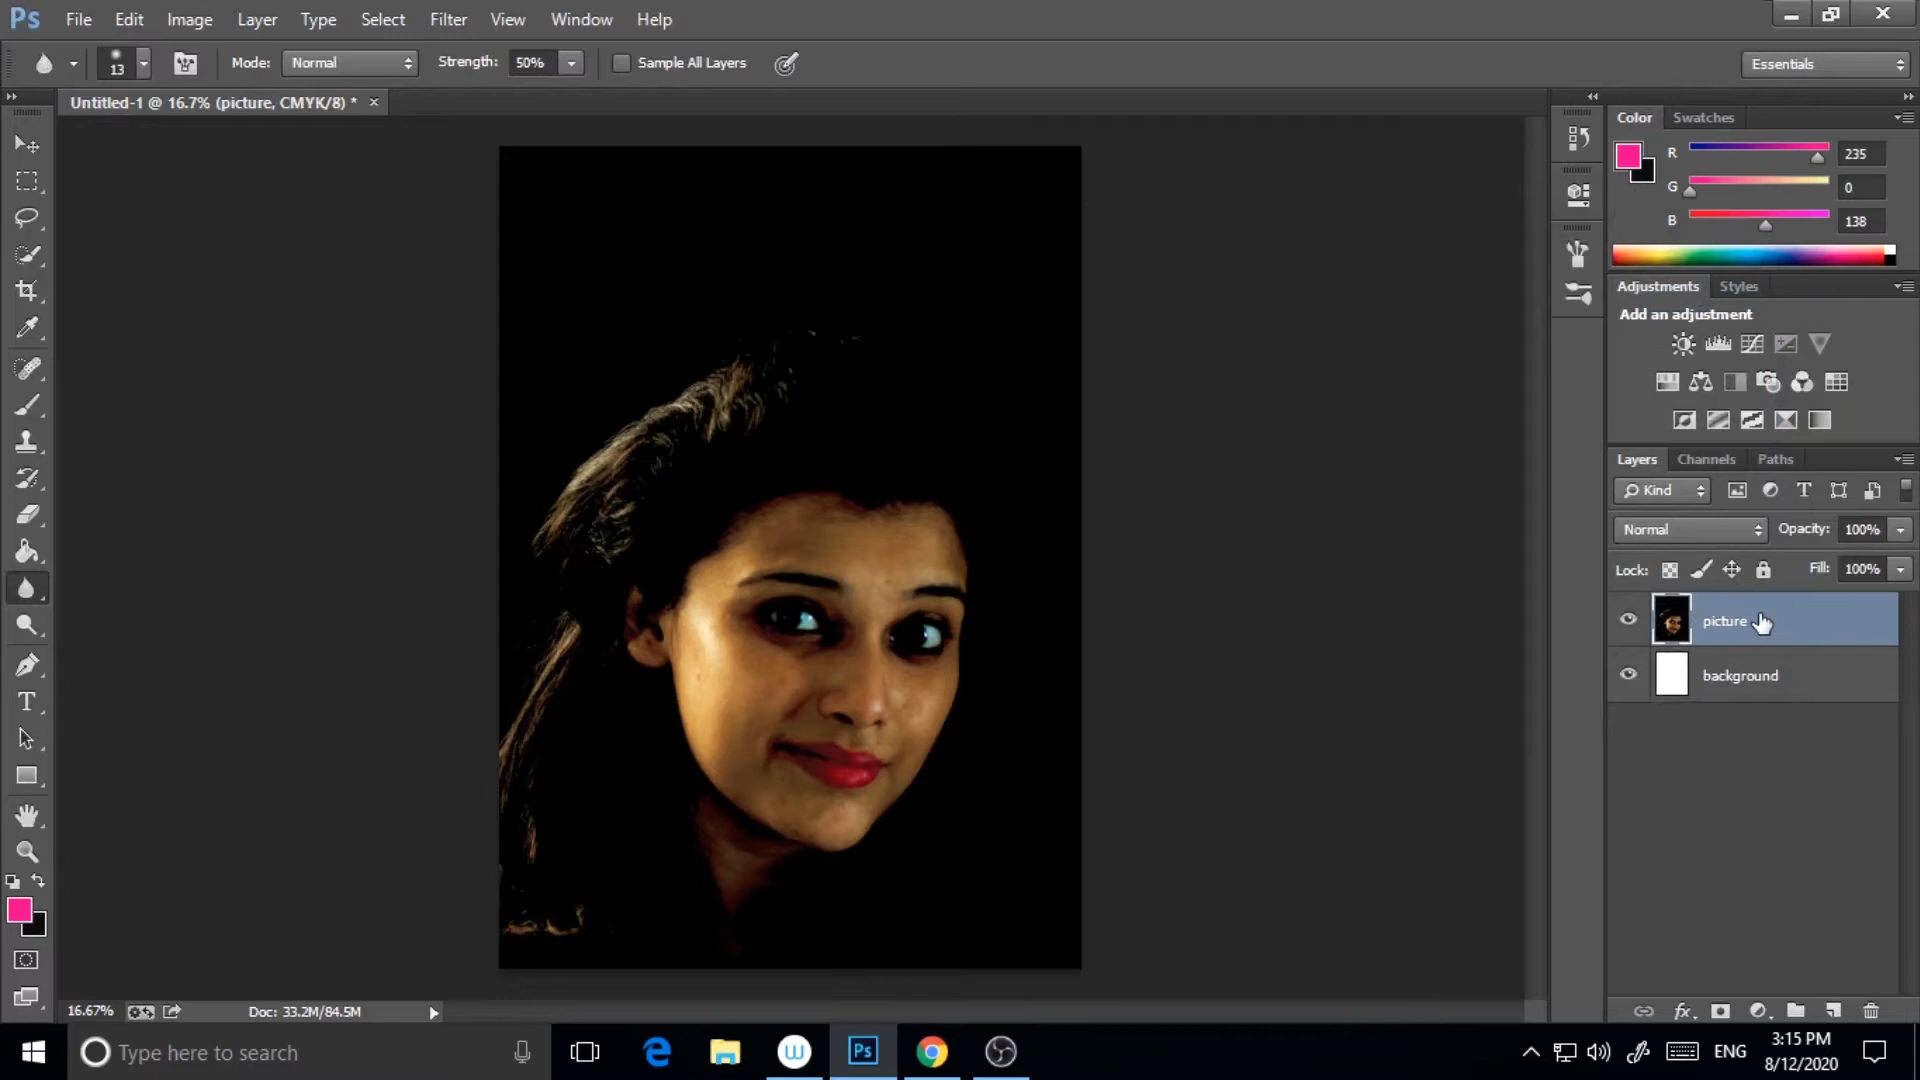 Ps File Edit Image Layer Type Select Filter View Window Help
13 Mode: Normal Strength: 50% Sample All Layers Essentials
Untitled-1 @ 16.7% (picture, CMYK/8) * ×
Color Swatches
R 235
G 0
B 138
Adjustments Styles
Add an adjustment
Layers Channels Paths
Kind
Normal Opacity: 100%
Lock: Fill: 100%
picture
background
16.67% Doc: 33.2M/84.5M
Type here to search
Ps
ENG
3:15 PM
8/12/2020